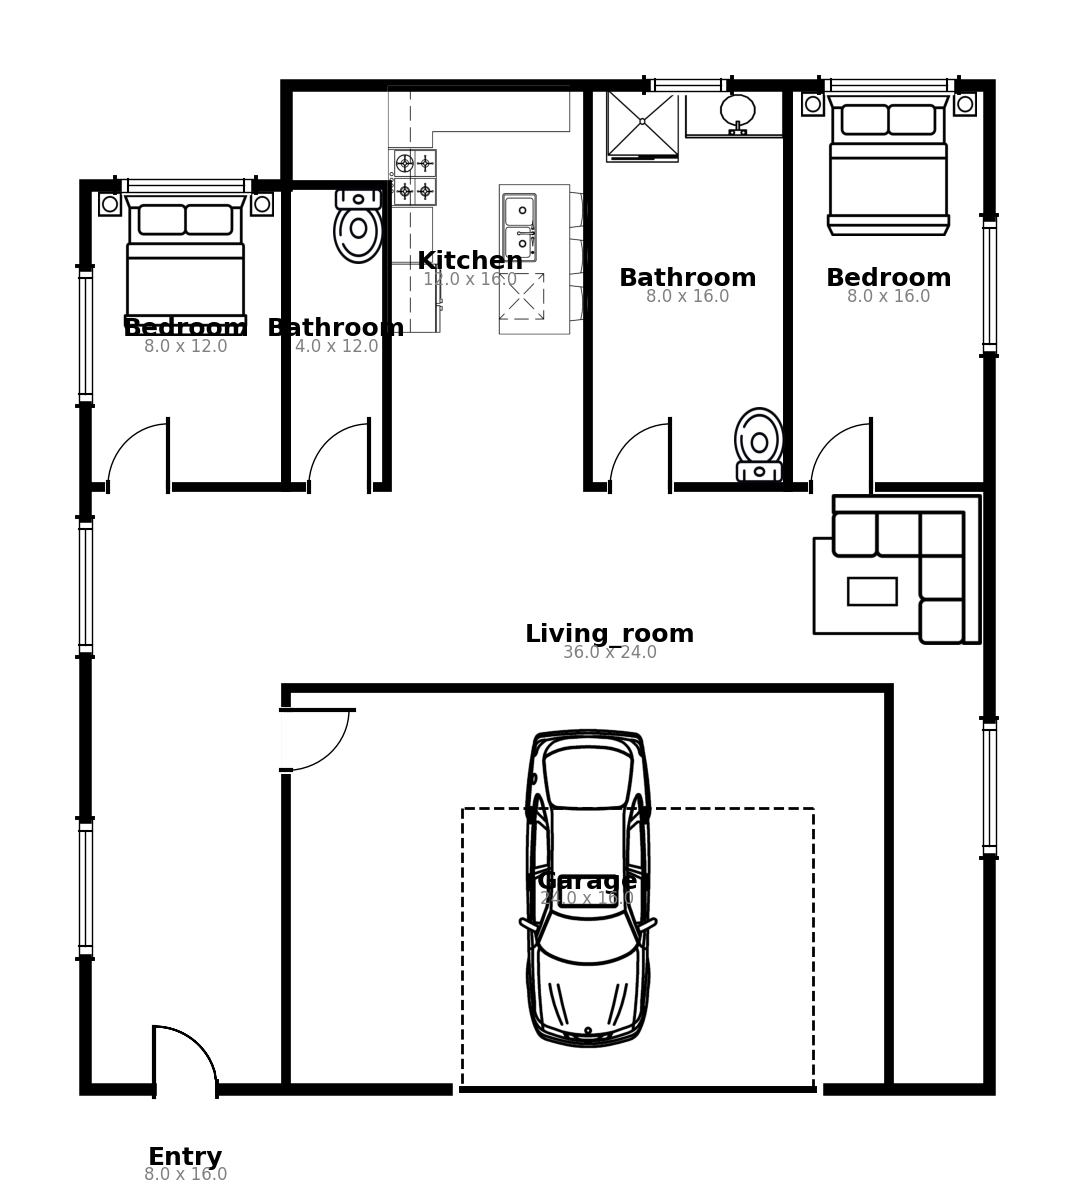 Kitchen
12.0 x 16.0
Bathroom
8.0 x 16.0
Bedroom
8.0 x 16.0
Bedroom
8.0 x 12.0
Bathroom
4.0 x 12.0
Living_room
36.0 x 24.0
Garage
24.0 x 16.0
Entry
8.0 x 16.0